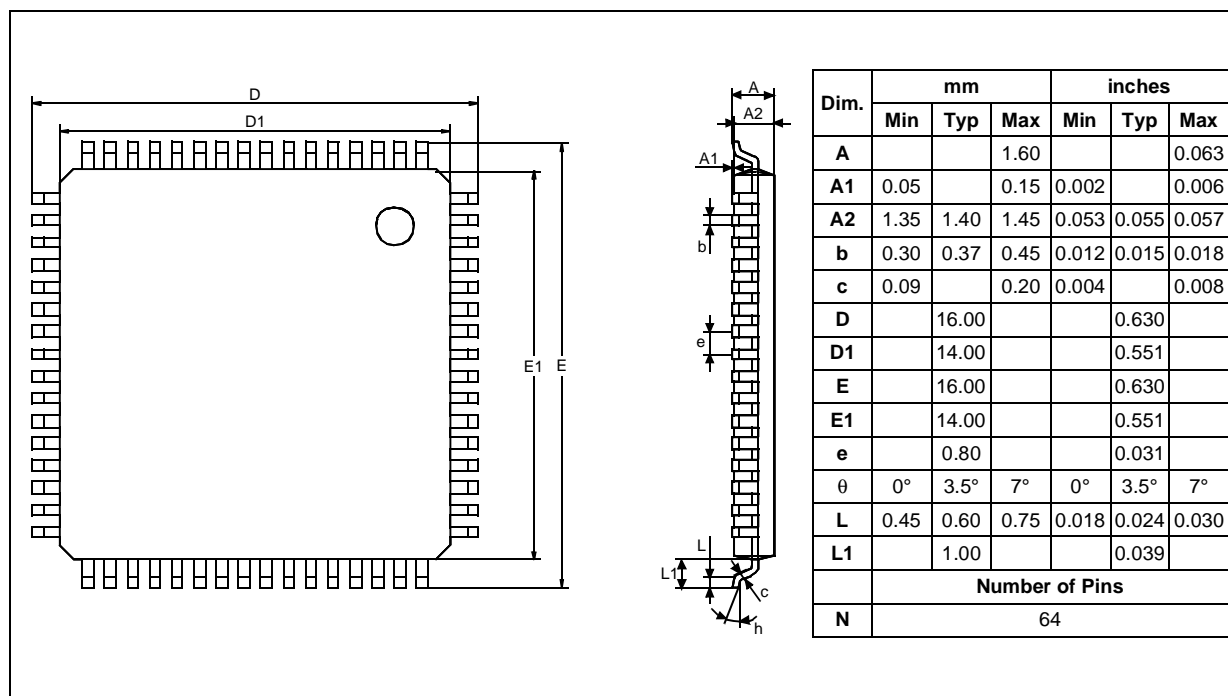 D
D1
E1
E
A
A2
A1
b
e
L
L1
c
h
Dim. mm inches
Min Typ Max Min Typ Max
A 1.60 0.063
A1 0.05 0.15 0.002 0.006
A2 1.35 1.40 1.45 0.053 0.055 0.057
b 0.30 0.37 0.45 0.012 0.015 0.018
c 0.09 0.20 0.004 0.008
D 16.00 0.630
D1 14.00 0.551
E 16.00 0.630
E1 14.00 0.551
e 0.80 0.031
θ 0° 3.5° 7° 0° 3.5° 7°
L 0.45 0.60 0.75 0.018 0.024 0.030
L1 1.00 0.039
Number of Pins
N 64